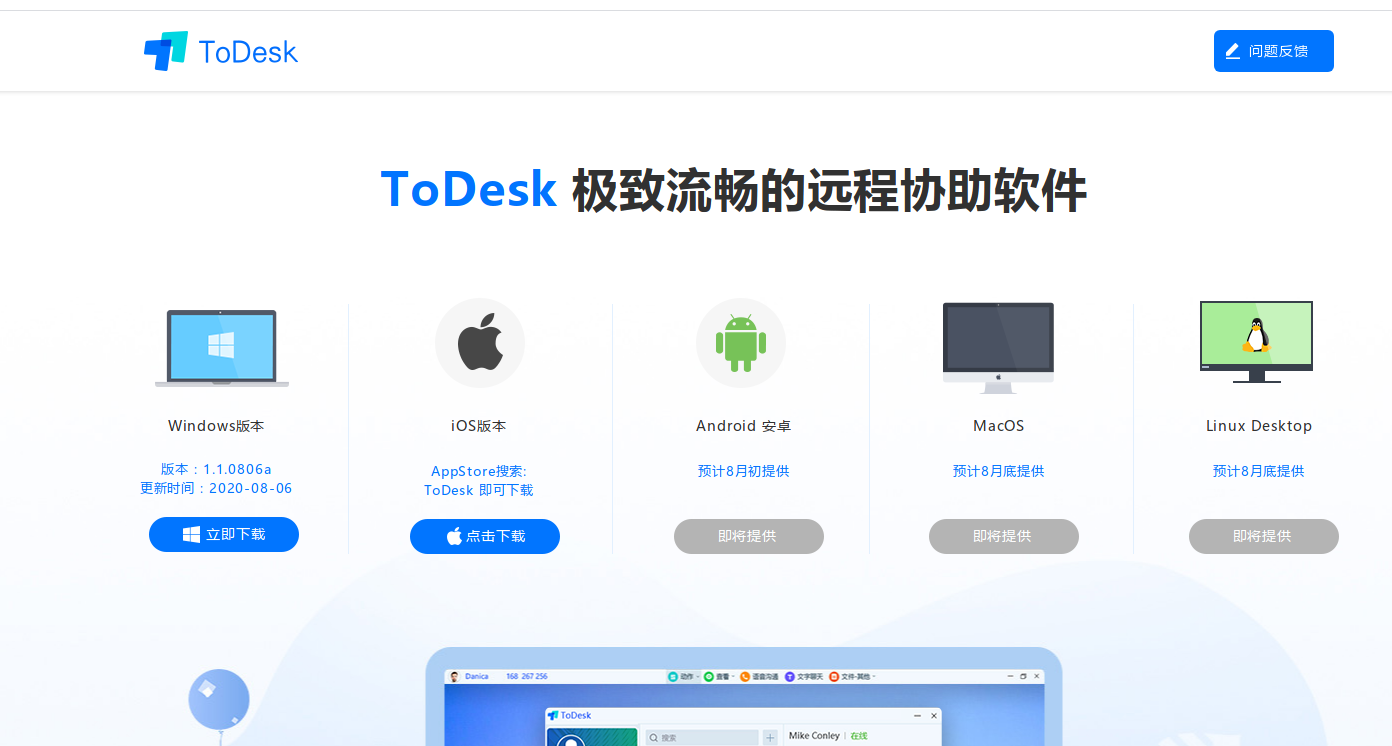 ToDesk
问题反馈
ToDesk 极致流畅的远程协助软件
Windows版本
版本：1.1.0806a
更新时间：2020-08-06
立即下载
iOS版本
AppStore搜索:
ToDesk 即可下载
点击下载
Android 安卓
预计8月初提供
即将提供
MacOS
预计8月底提供
即将提供
Linux Desktop
预计8月底提供
即将提供
Danica 168 267 256 动作 查看 语音沟通 文字聊天 文件·其他
ToDesk
搜索
Mike Conley 在线